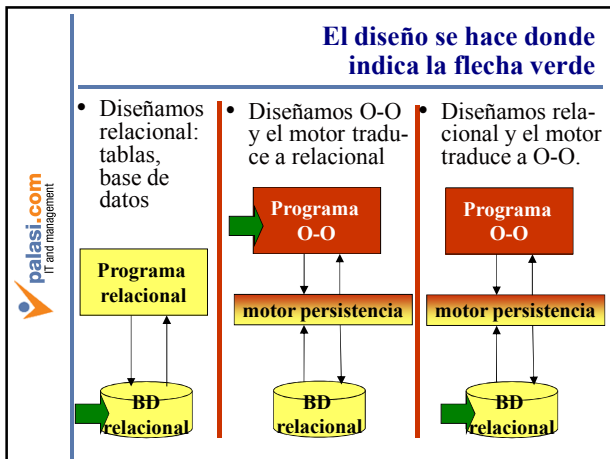 El diseño se hace donde
indica la flecha verde
palasi.com
IT and management
• Diseñamos
relacional:
tablas,
base de
datos
Programa
relacional
BD
relacional
• Diseñamos O-O
y el motor tradu-
ce a relacional
Programa
O-O
motor persistencia
BD
relacional
• Diseñamos rela-
cional y el motor
traduce a O-O.
Programa
O-O
motor persistencia
BD
relacional